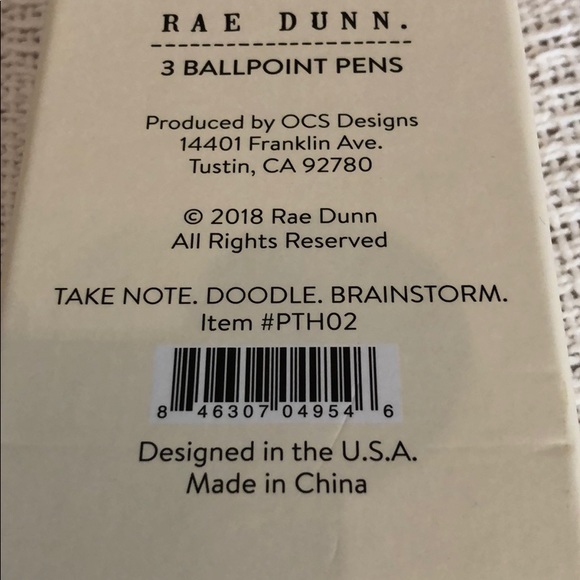 RAE DUNN.
3 BALLPOINT PENS
Produced by OCS Designs
14401 Franklin Ave.
Tustin, CA 92780
© 2018 Rae Dunn
All Rights Reserved
TAKE NOTE. DOODLE. BRAINSTORM.
Item #PTH02
8 46307 04954 6
Designed in the U.S.A.
Made in China